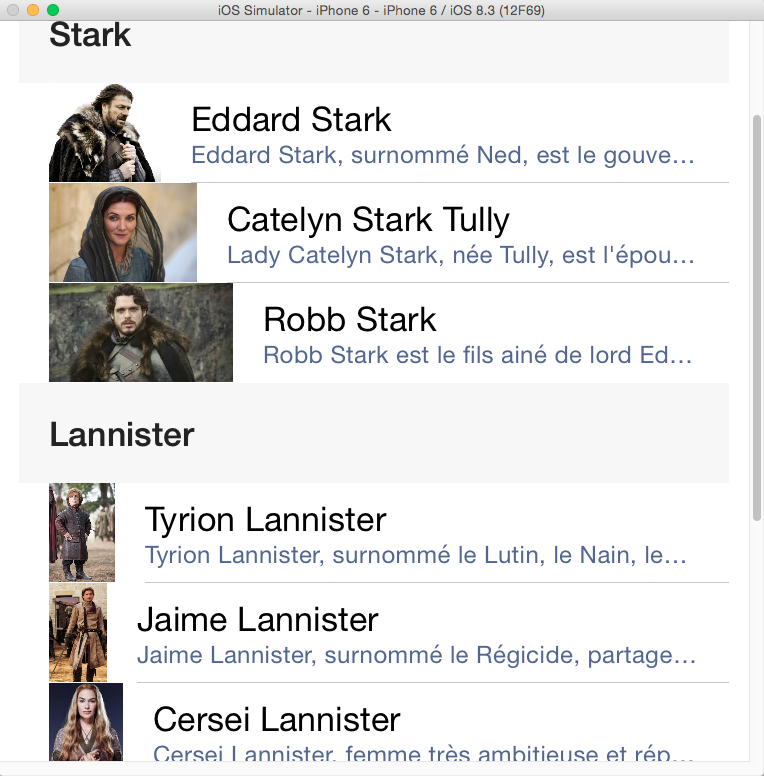 iOS Simulator - iPhone 6 - iPhone 6 / iOS 8.3 (12F69)
Stark
Eddard Stark
Eddard Stark, surnommé Ned, est le gouve…
Catelyn Stark Tully
Lady Catelyn Stark, née Tully, est l'épou…
Robb Stark
Robb Stark est le fils ainé de lord Ed…
Lannister
Tyrion Lannister
Tyrion Lannister, surnommé le Lutin, le Nain, le…
Jaime Lannister
Jaime Lannister, surnommé le Régicide, partage…
Cersei Lannister
Cersei Lannister, femme très ambitieuse et rép…